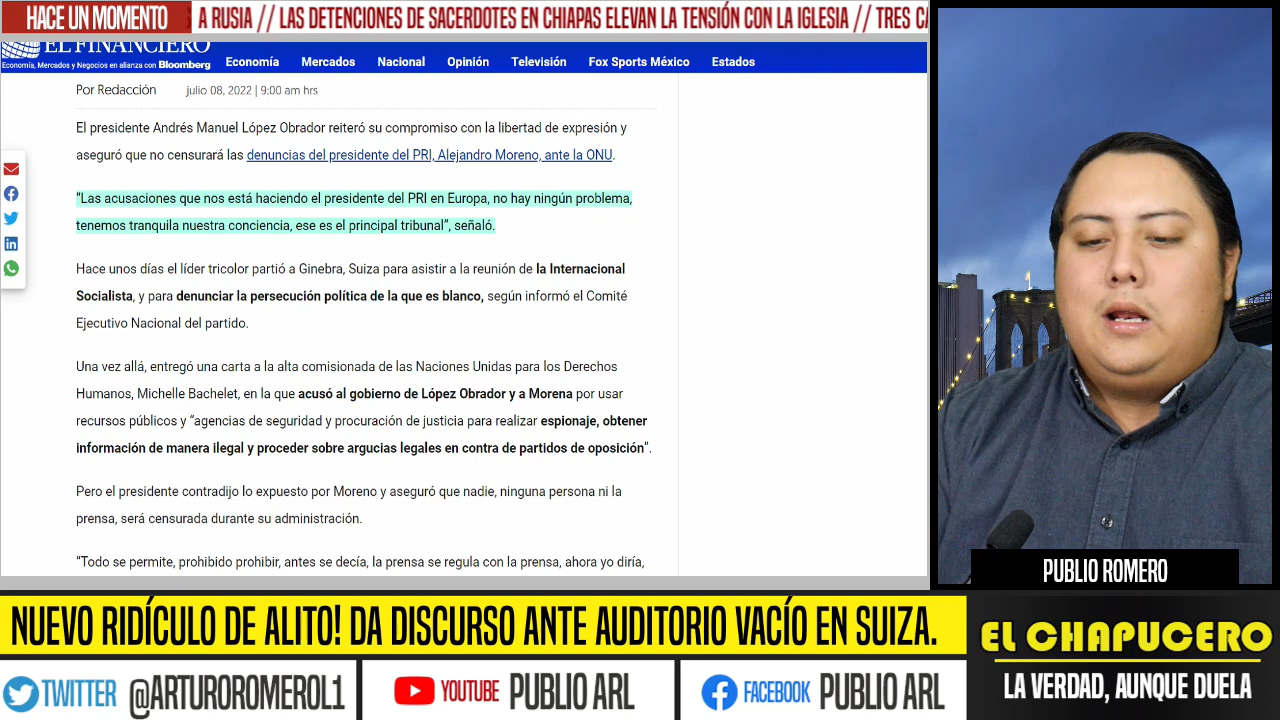 HACE UN MOMENTO
A RUSIA // LAS DETENCIONES DE SACERDOTES EN CHIAPAS ELEVAN LA TENSIÓN CON LA IGLESIA // TRES
EL FINANCIERO
Economía, Mercados y Negocios en alianza con Bloomberg
Economía Mercados Nacional Opinión Televisión Fox Sports México Estados
Por Redacción julio 08, 2022 | 9:00 am hrs
El presidente Andrés Manuel López Obrador reiteró su compromiso con la libertad de expresión y
aseguró que no censurará las denuncias del presidente del PRI, Alejandro Moreno, ante la ONU.
"Las acusaciones que nos está haciendo el presidente del PRI en Europa, no hay ningún problema,
tenemos tranquila nuestra conciencia, ese es el principal tribunal", señaló.
Hace unos días el líder tricolor partió a Ginebra, Suiza para asistir a la reunión de la Internacional
Socialista, y para denunciar la persecución política de la que es blanco, según informó el Comité
Ejecutivo Nacional del partido.
Una vez allá, entregó una carta a la alta comisionada de las Naciones Unidas para los Derechos
Humanos, Michelle Bachelet, en la que acusó al gobierno de López Obrador y a Morena por usar
recursos públicos y "agencias de seguridad y procuración de justicia para realizar espionaje, obtener
información de manera ilegal y proceder sobre argucias legales en contra de partidos de oposición".
Pero el presidente contradijo lo expuesto por Moreno y aseguró que nadie, ninguna persona ni la
prensa, será censurada durante su administración.
"Todo se permite, prohibido prohibir, antes se decía, la prensa se regula con la prensa, ahora yo diría,
PUBLIO ROMERO
NUEVO RIDÍCULO DE ALITO! DA DISCURSO ANTE AUDITORIO VACÍO EN SUIZA.
EL CHAPUCERO
LA VERDAD, AUNQUE DUELA
TWITTER @ARTUROROMEROL1
YOUTUBE PUBLIO ARL
FACEBOOK PUBLIO ARL